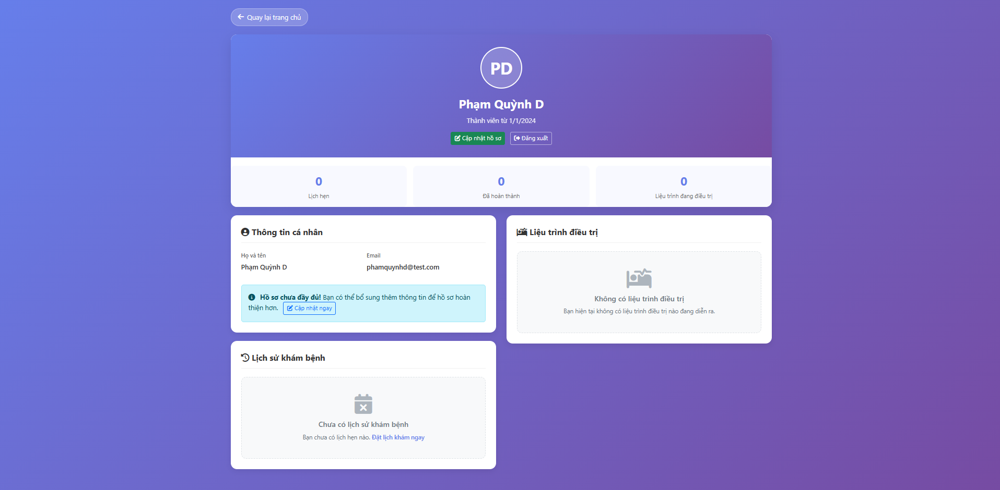 Quay lại trang chủ
PD
Phạm Quỳnh D
Thành viên từ 1/1/2024
Cập nhật hồ sơ
Đăng xuất
0
Lịch hẹn
0
Đã hoàn thành
0
Liệu trình đang điều trị
Thông tin cá nhân
Họ và tên
Phạm Quỳnh D
Email
phamquynhd@test.com
Hồ sơ chưa đầy đủ! Bạn có thể bổ sung thêm thông tin để hồ sơ hoàn
thiện hơn. Cập nhật ngay
Liệu trình điều trị
Không có liệu trình điều trị
Bạn hiện tại không có liệu trình điều trị nào đang diễn ra.
Lịch sử khám bệnh
Chưa có lịch sử khám bệnh
Bạn chưa có lịch hẹn nào. Đặt lịch khám ngay